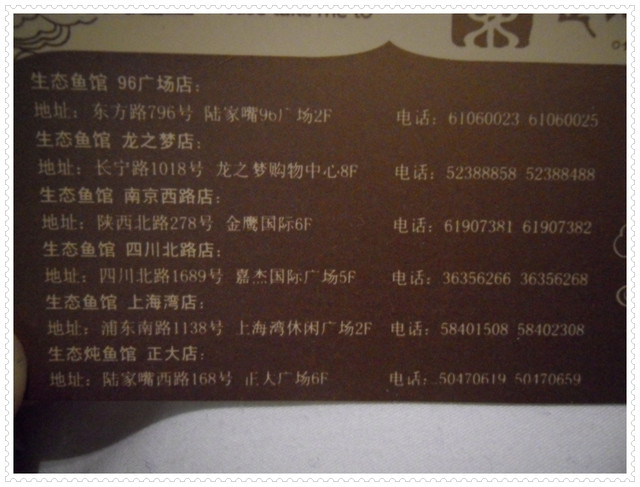 take me to
生态鱼馆 96广场店：
地址：东方路796号 陆家嘴96广场2F 电话：61060023 61060025
生态鱼馆 龙之梦店：
地址：长宁路1018号 龙之梦购物中心8F 电话：52388858 52388488
生态鱼馆 南京西路店：
地址：陕西北路278号 金鹰国际6F 电话：61907381 61907382
生态鱼馆 四川北路店：
地址：四川北路1689号 嘉杰国际广场5F 电话：36356266 36356268
生态鱼馆 上海湾店：
地址：浦东南路1138号 上海湾休闲广场2F 电话：58401508 58402308
生态炖鱼馆 正大店：
地址：陆家嘴西路168号 正大广场6F 电话：50470619 50470659